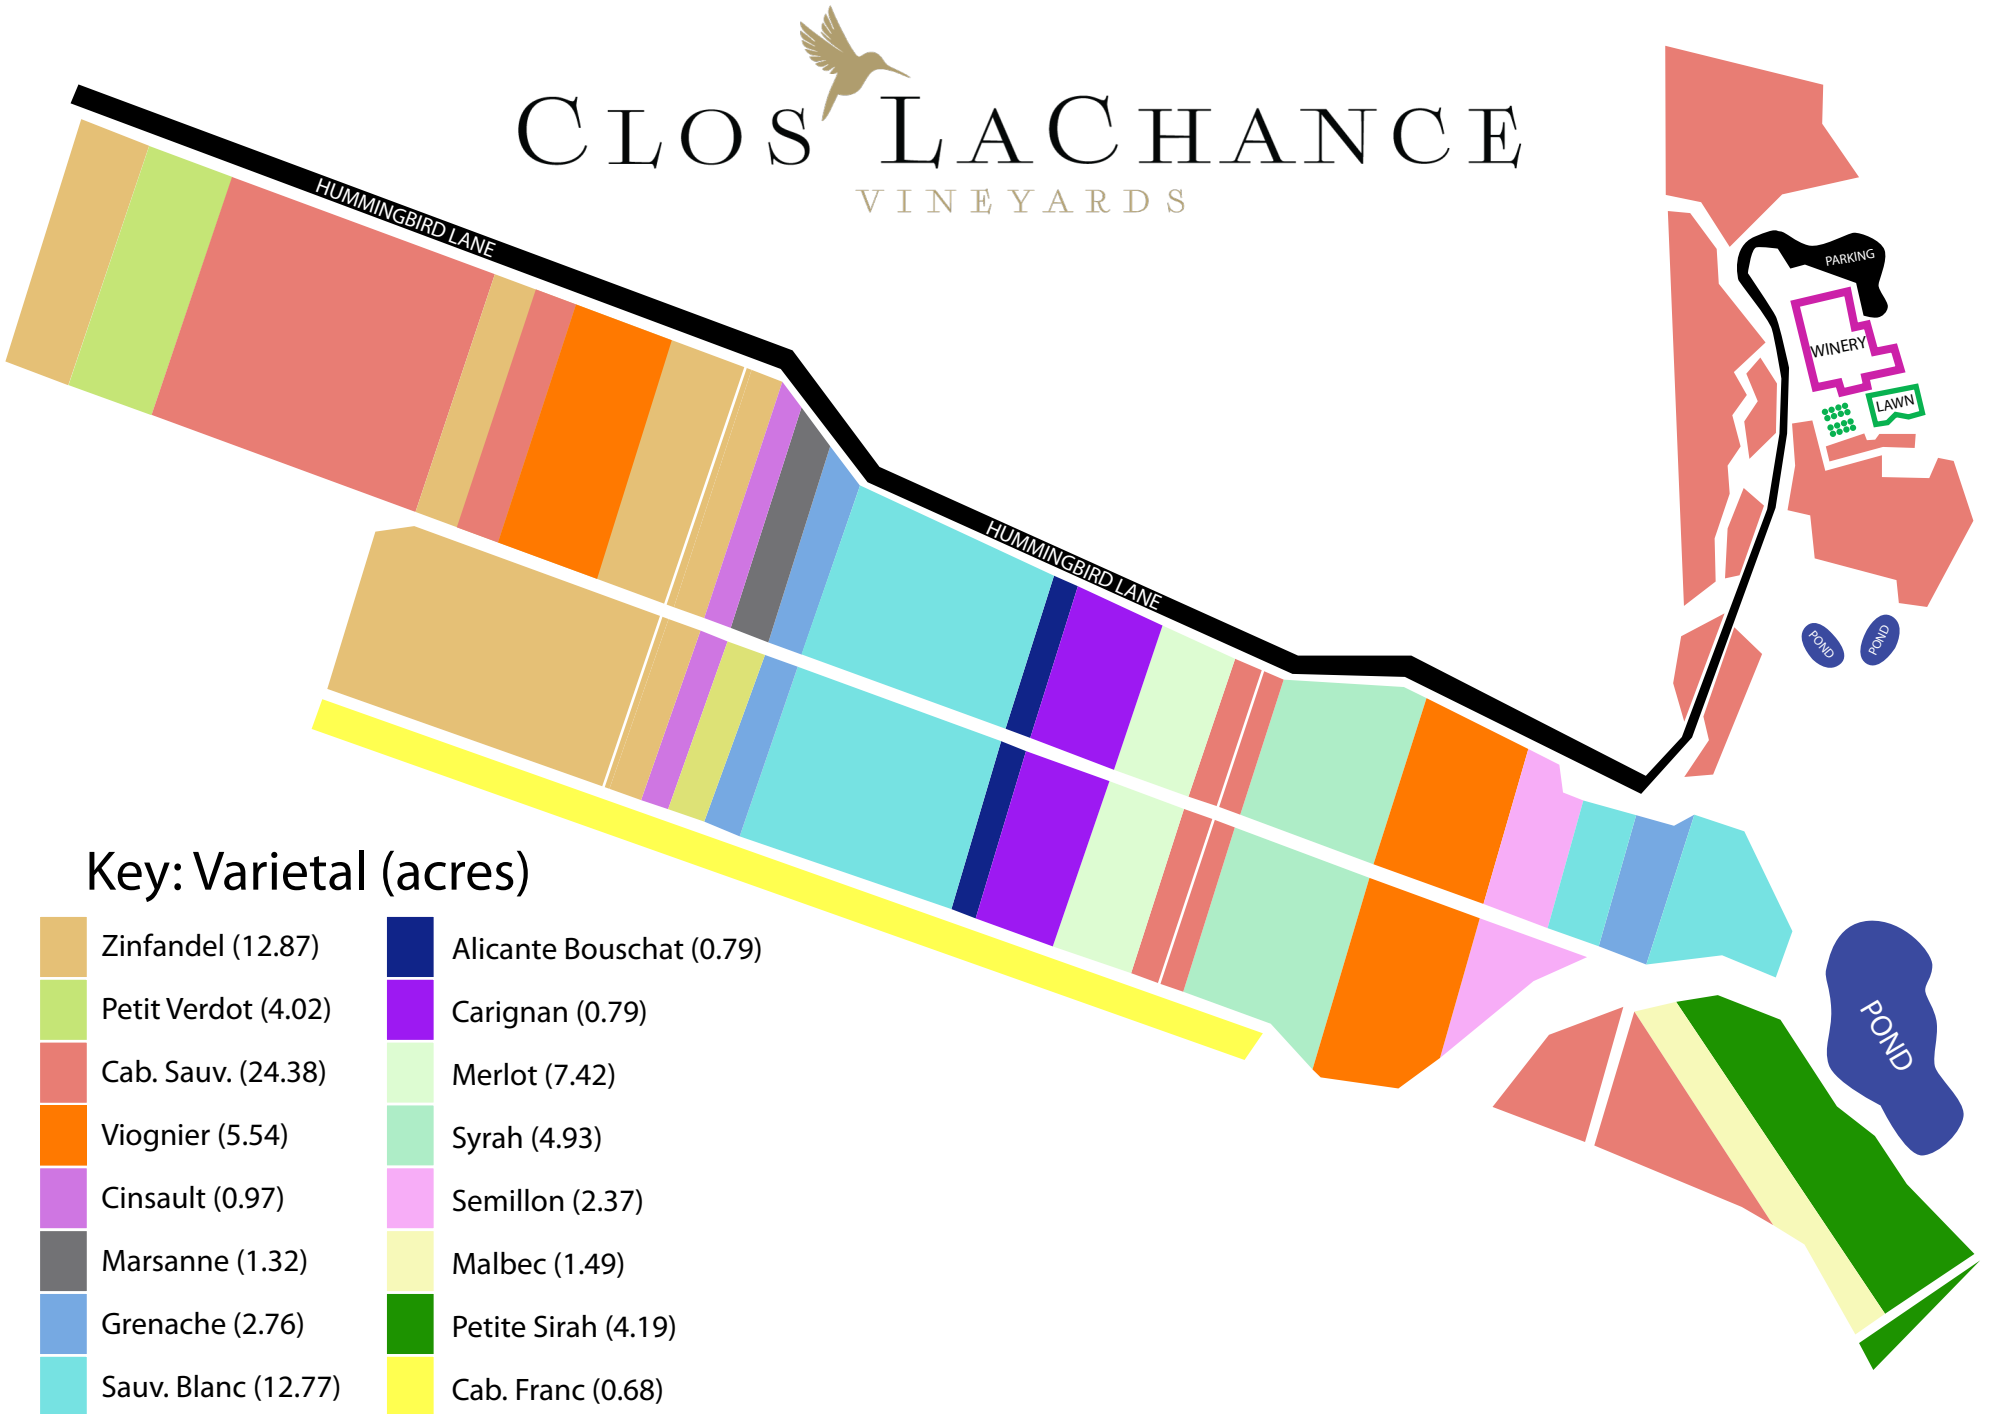 CLOS LACHANCE
VINEYARDS
HUMMINGBIRD LANE
PARKING
WINERY
LAWN
HUMMINGBIRD LANE
POND
POND
POND
Key: Varietal (acres)
Zinfandel (12.87)
Petit Verdot (4.02)
Cab. Sauv. (24.38)
Viognier (5.54)
Cinsault (0.97)
Marsanne (1.32)
Grenache (2.76)
Sauv. Blanc (12.77)
Alicante Bouschat (0.79)
Carignan (0.79)
Merlot (7.42)
Syrah (4.93)
Semillon (2.37)
Malbec (1.49)
Petite Sirah (4.19)
Cab. Franc (0.68)